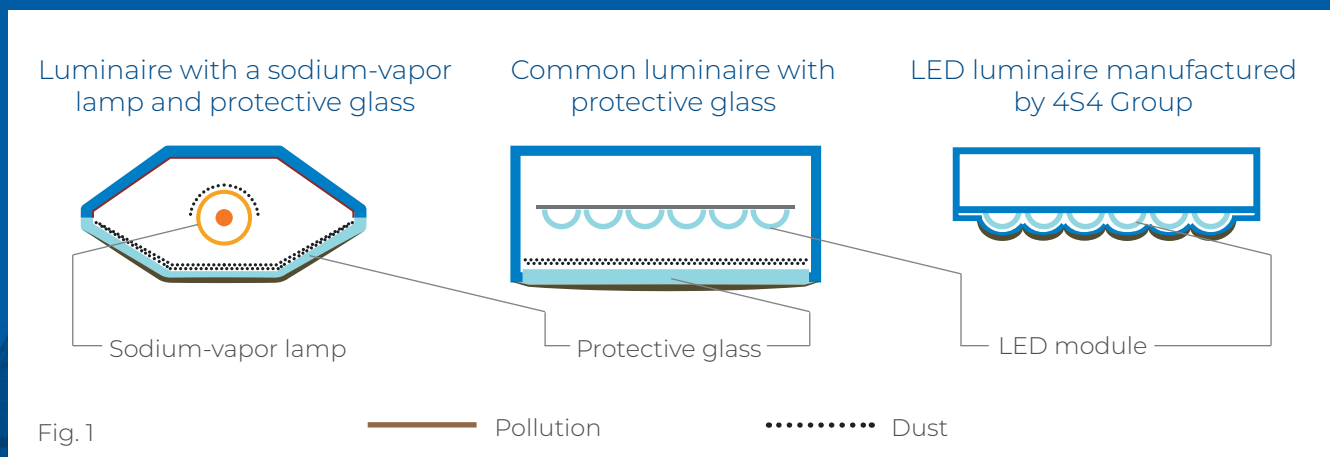 Luminaire with a sodium-vapor
lamp and protective glass
Common luminaire with
protective glass
LED luminaire manufactured
by 4S4 Group
Sodium-vapor lamp
Protective glass
LED module
Fig. 1
Pollution
Dust